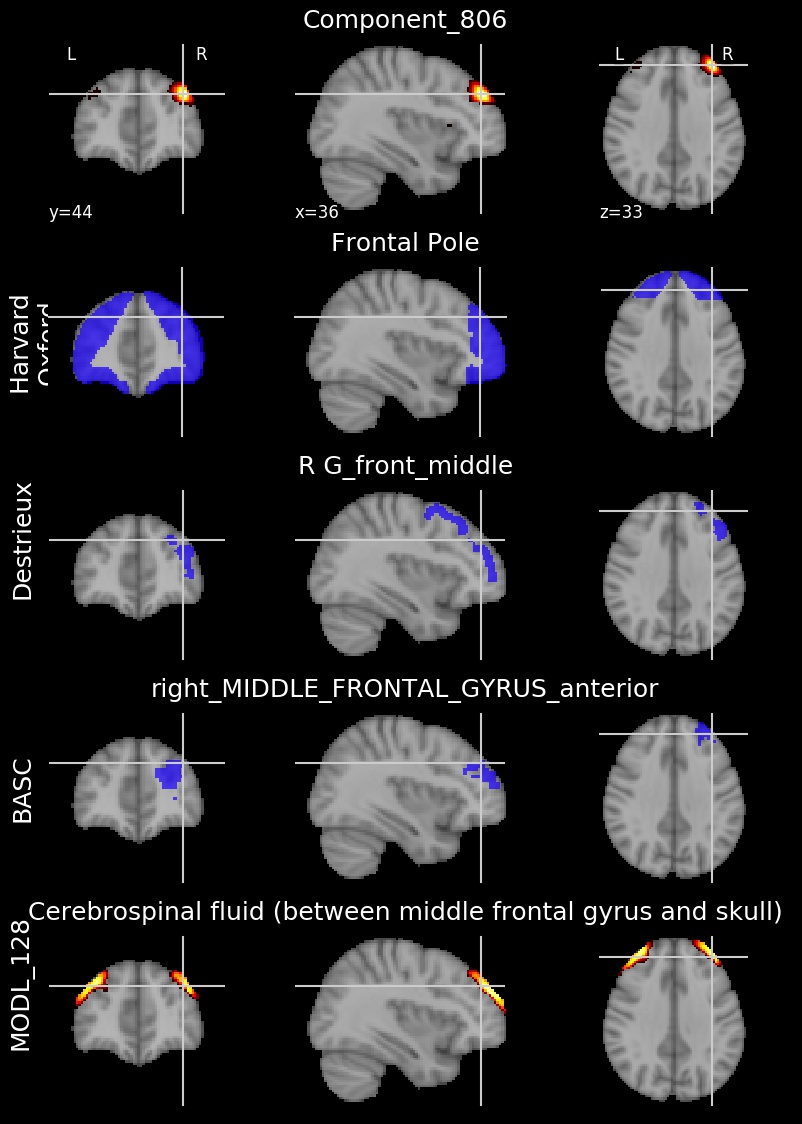 Component_806
L R
L R
y=44
x=36
z=33
Frontal Pole
Harvard
R G_front_middle
Destrieux
right_MIDDLE_FRONTAL_GYRUS_anterior
BASC
Cerebrospinal fluid (between middle frontal gyrus and skull)
MODL_128